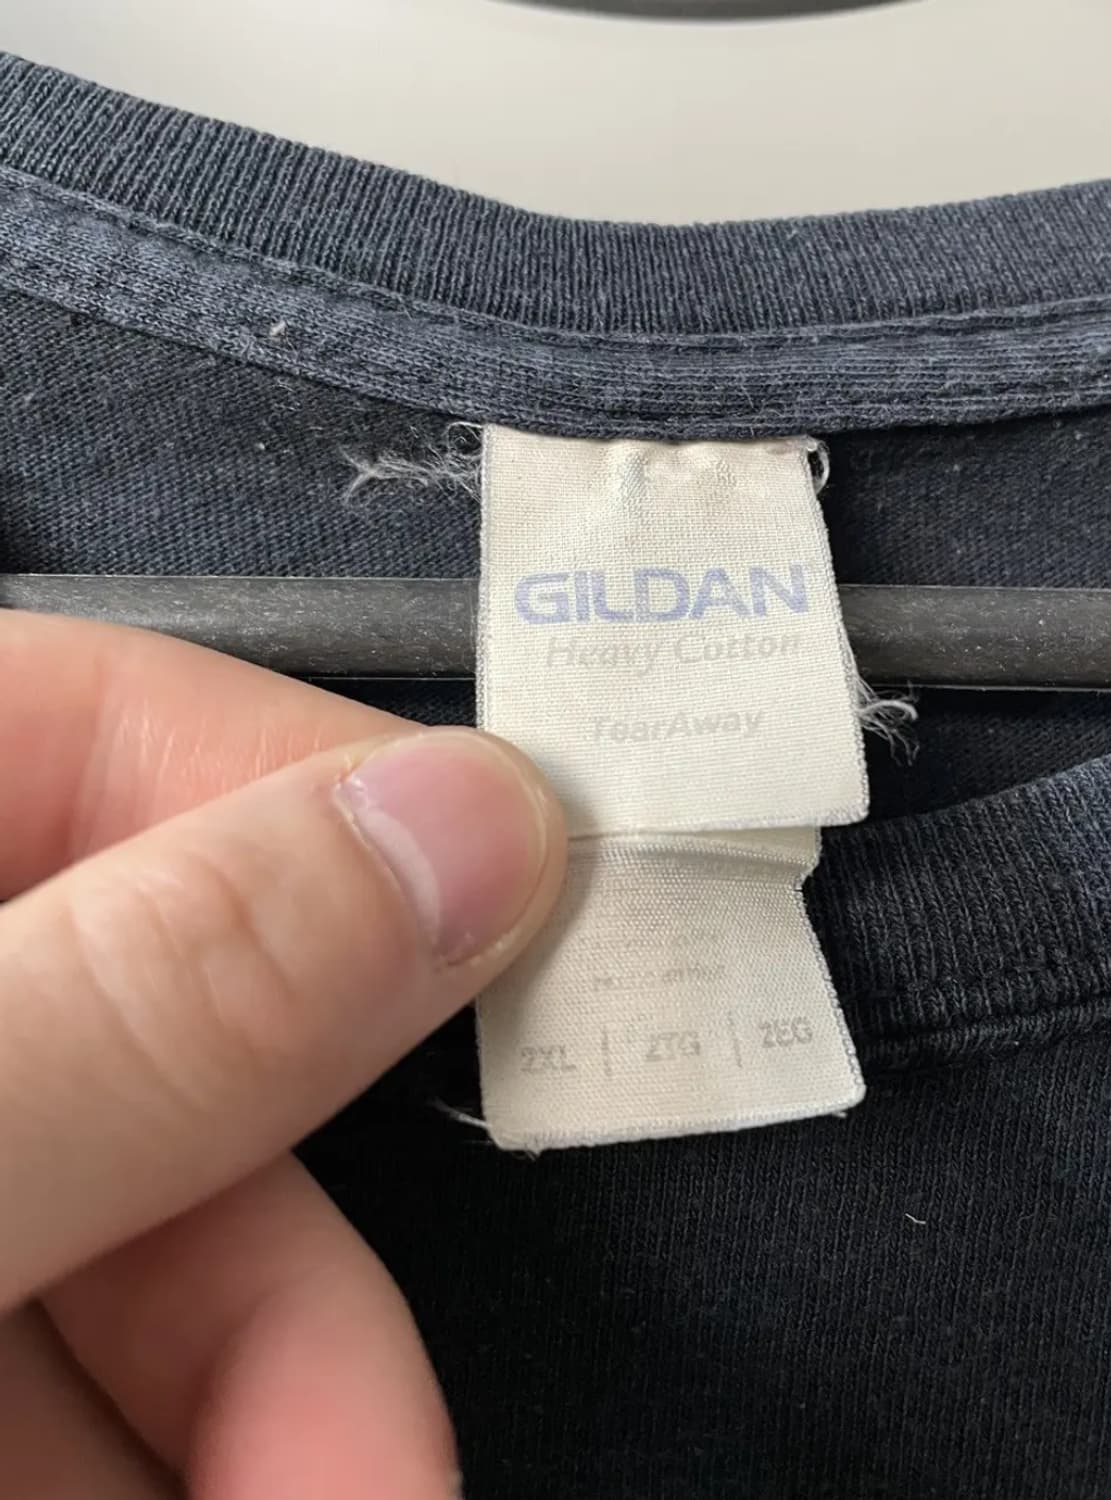 GILDAN
Heavy Cotton
TearAway
2XL | 2TG | 2EG